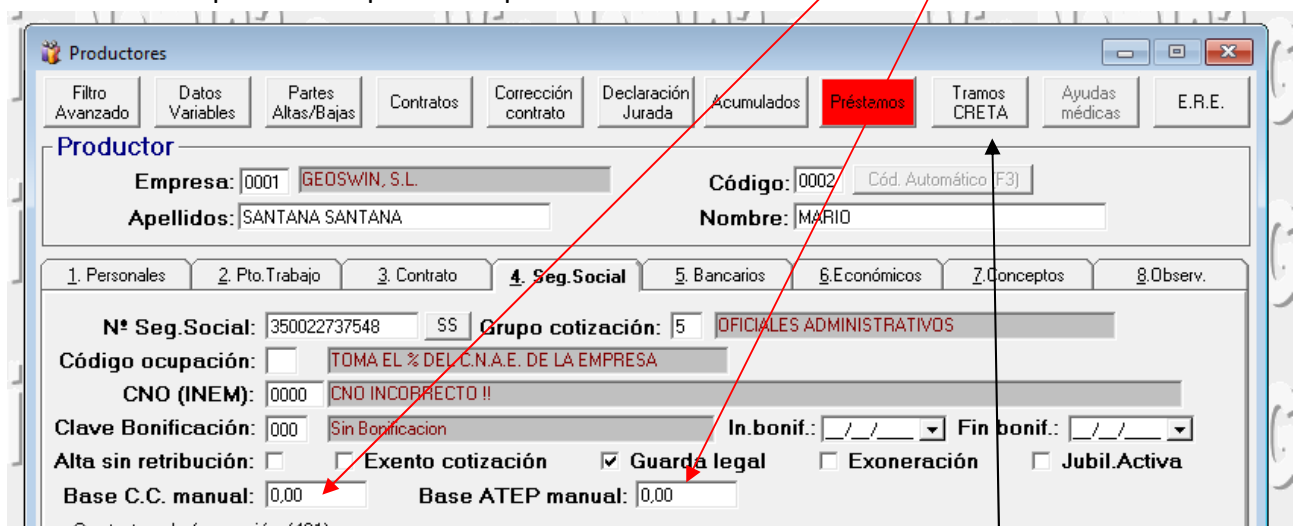 Productores
Filtro Avanzado Datos Variables Partes Altas/Bajas Contratos Corrección contrato Declaración Jurada Acumulados Préstamos Tramos CRETA Ayudas médicas E.R.E.
Productor
Empresa: 0001 GEOSWIN, S.L. Código: 0002 Cód. Automático (F3)
Apellidos: SANTANA SANTANA Nombre: MARIO
1. Personales 2. Pto.Trabajo 3. Contrato 4. Seg.Social 5. Bancarios 6.Económicos 7.Conceptos 8.Observ.
Nº Seg.Social: 350022737548 SS Grupo cotización: 5 OFICIALES ADMINISTRATIVOS
Código ocupación: TOMA EL % DEL C.N.A.E. DE LA EMPRESA
CNO (INEM): 0000 CNO INCORRECTO !!
Clave Bonificación: 000 Sin Bonificacion In.bonif.: __/__/____ Fin bonif.: __/__/____
Alta sin retribución: Exento cotización Guarda legal Exoneración Jubil.Activa
Base C.C. manual: 0,00 Base ATEP manual: 0,00